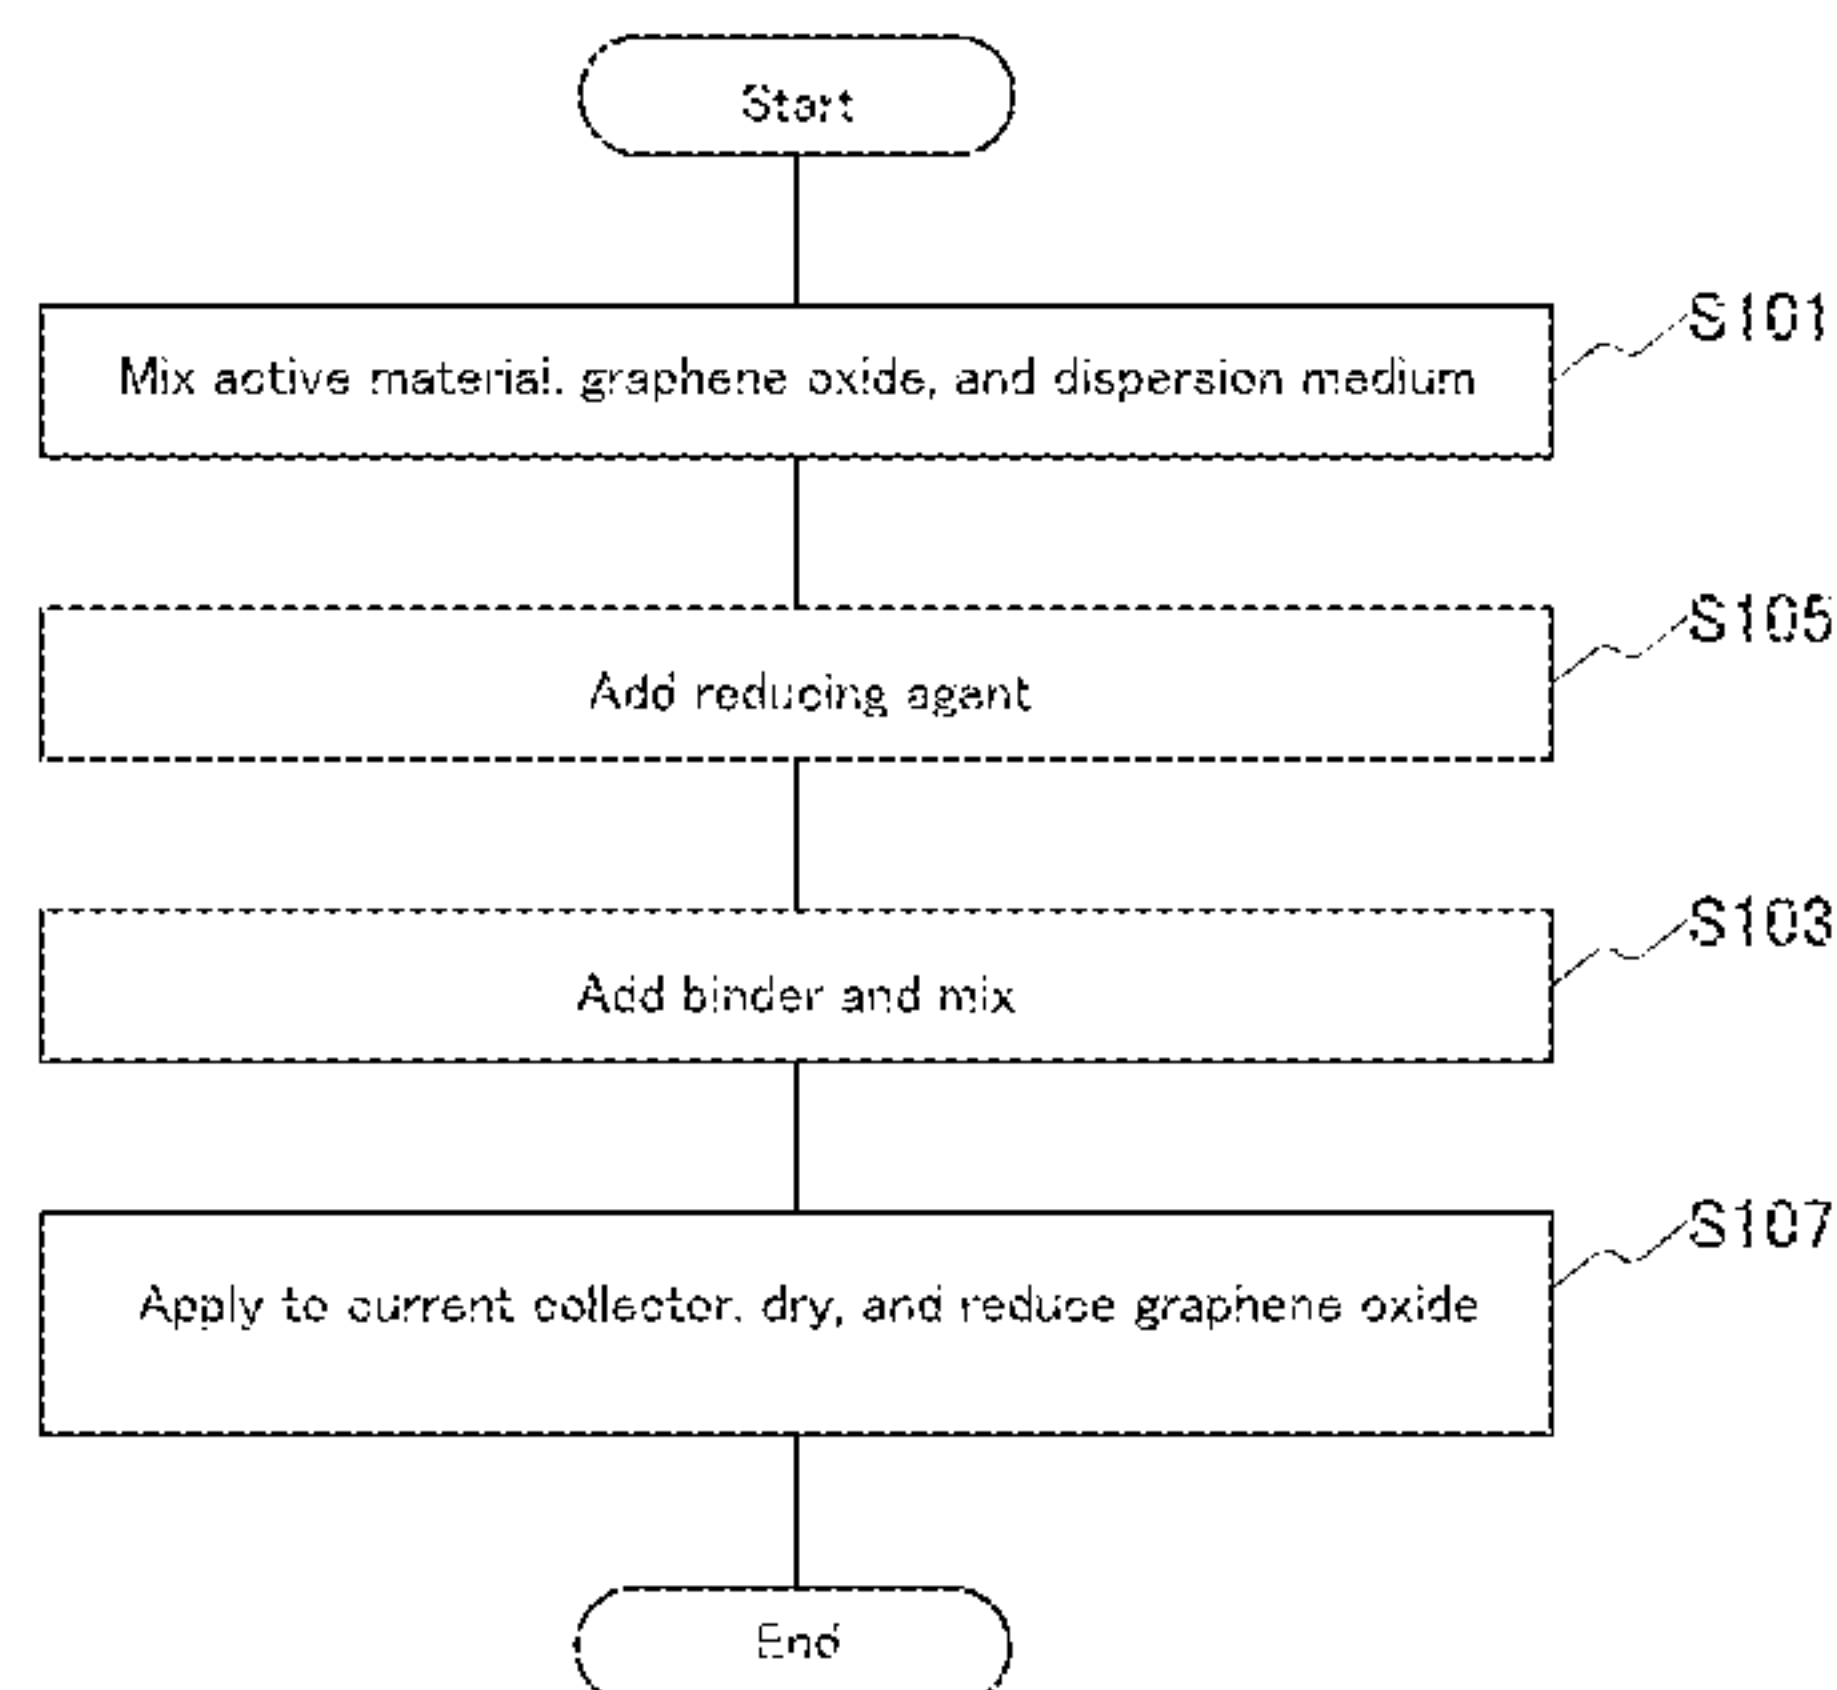 Start
Mix active material, graphene oxide, and dispersion medium
S101
Add reducing agent
S105
Add binder and mix
S103
Apply to current collector, dry, and reduce graphene oxide
S107
End